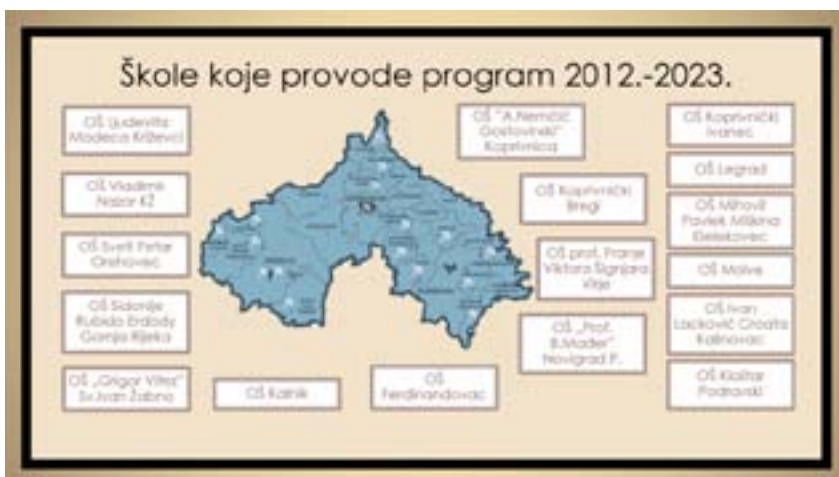 Škole koje provode program 2012.-2023.
OŠ Ljudevita
Modeca Križevci
OŠ Vladimir
Nazor KŽ
OŠ Sveti Petar
Orehovec
OŠ Sidonije
Rubido Erdody
Gornja Rijeka
OŠ „Grigor Vitez"
Sv.Ivan Žabno
OŠ Kalnik
OŠ
Ferdinandovac
OŠ "A.Nemčić
Gostovinski"
Koprivnica
OŠ Koprivnički
Bregi
OŠ prof. Franje
Viktora Šignjara
Virje
OŠ „Prof.
B.Mađer"
Novigrad P.
OŠ Koprivnički
Ivanec
OŠ Legrad
OŠ Mihovil
Pavlek Miškina
Đelekovec
OŠ Molve
OŠ Ivan
Lacković Croata
Kalinovac
OŠ Kloštar
Podravski